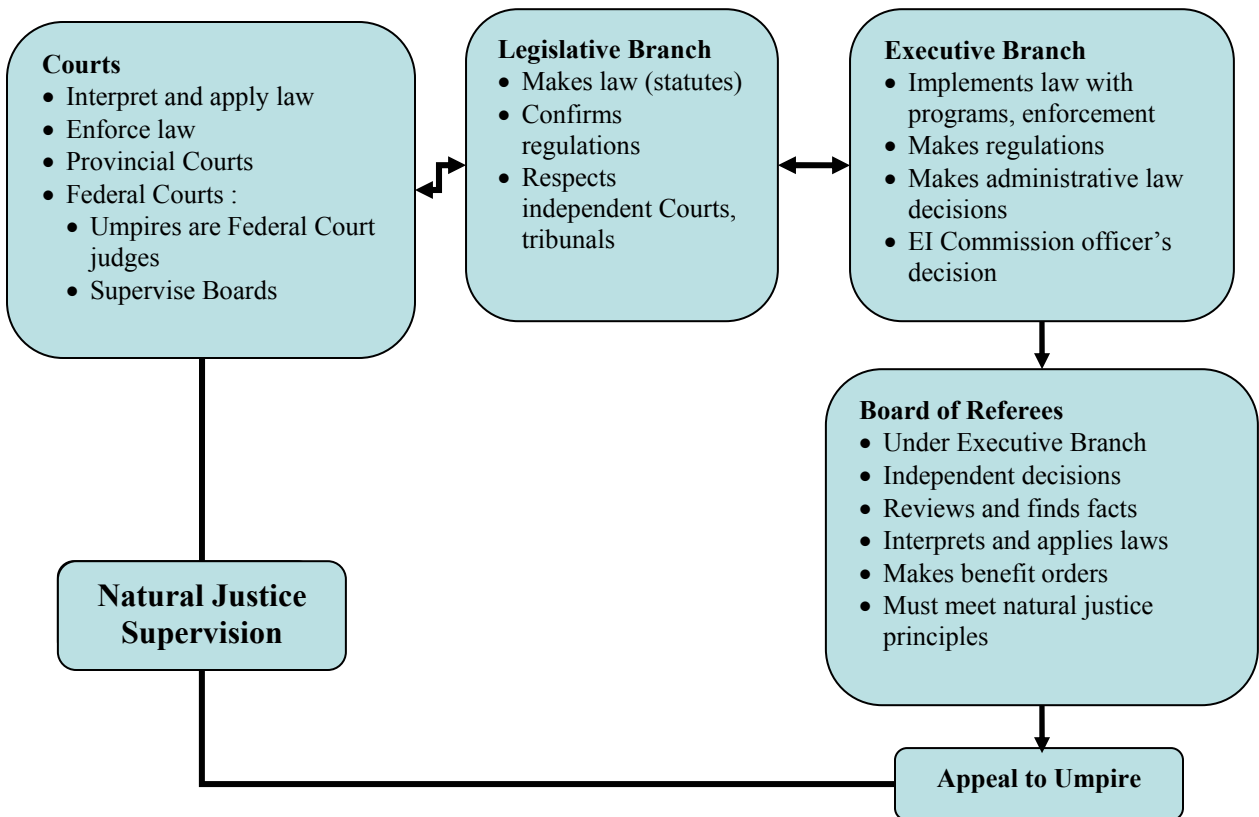 Courts
• Interpret and apply law
• Enforce law
• Provincial Courts
• Federal Courts :
• Umpires are Federal Court
judges
• Supervise Boards
Legislative Branch
• Makes law (statutes)
• Confirms
regulations
• Respects
independent Courts,
tribunals
Executive Branch
• Implements law with
programs, enforcement
• Makes regulations
• Makes administrative law
decisions
• EI Commission officer’s
decision
Board of Referees
• Under Executive Branch
• Independent decisions
• Reviews and finds facts
• Interprets and applies laws
• Makes benefit orders
• Must meet natural justice
principles
Natural Justice
Supervision
Appeal to Umpire